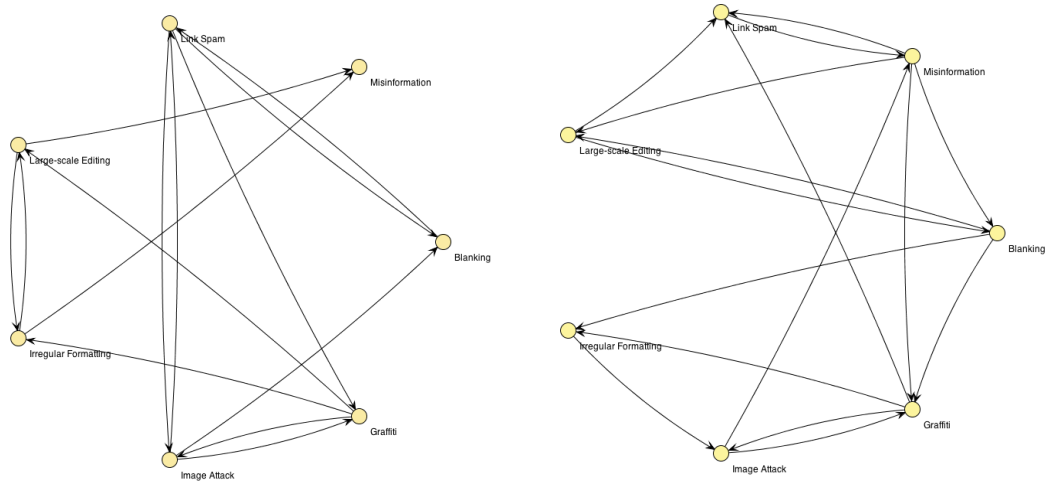 Link Spam
Misinformation
Large-scale Editing
Blanking
Irregular Formatting
Graffiti
Image Attack
Link Spam
Misinformation
Large-scale Editing
Blanking
Irregular Formatting
Graffiti
Image Attack